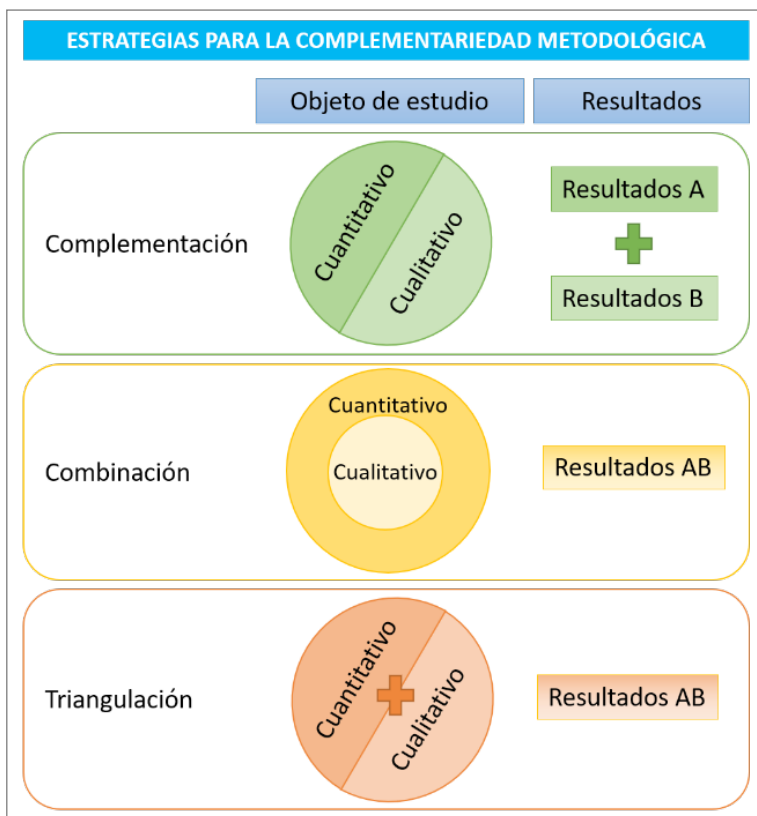 ESTRATEGIAS PARA LA COMPLEMENTARIEDAD METODOLÓGICA
Objeto de estudio
Resultados
Complementación
Cuantitativo
Cualitativo
Resultados A
Resultados B
Combinación
Cuantitativo
Cualitativo
Resultados AB
Triangulación
Cuantitativo
Cualitativo
Resultados AB